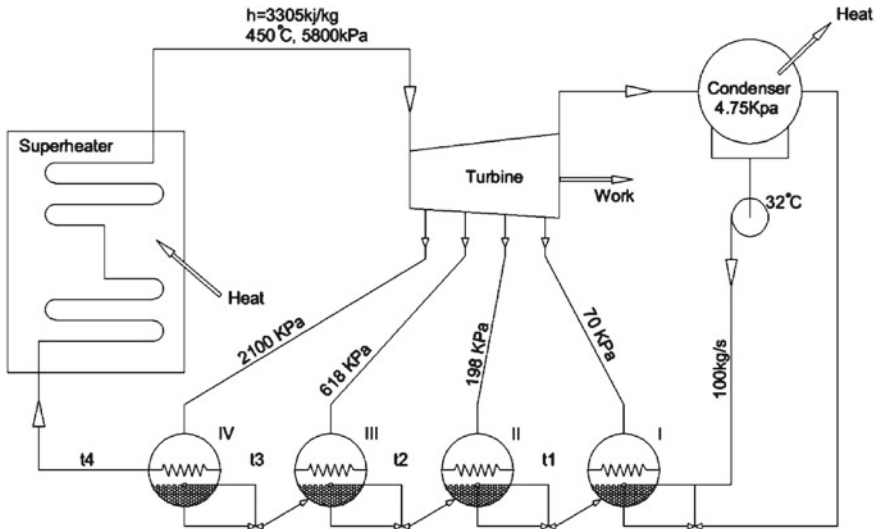 h=3305kj/kg
450°C, 5800kPa
Heat
Condenser
4.75Kpa
Superheater
Turbine
Work
32°C
Heat
2100 KPa
618 KPa
198 KPa
70 KPa
100kg/s
IV
III
II
I
t4
t3
t2
t1